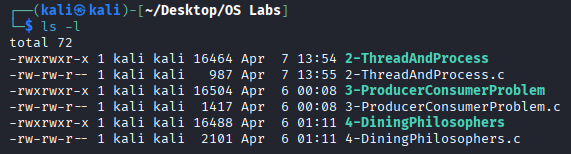 ┌──(kali㉿kali)-[~/Desktop/OS Labs]
└─$ ls -l
total 72
-rwxrwxr-x 1 kali kali 16464 Apr  7 13:54 2-ThreadAndProcess
-rw-rw-r-- 1 kali kali   987 Apr  7 13:55 2-ThreadAndProcess.c
-rwxrwxr-x 1 kali kali 16504 Apr  6 00:08 3-ProducerConsumerProblem
-rw-rw-r-- 1 kali kali  1417 Apr  6 00:08 3-ProducerConsumerProblem.c
-rwxrwxr-x 1 kali kali 16488 Apr  6 01:11 4-DiningPhilosophers
-rw-rw-r-- 1 kali kali  2101 Apr  6 01:11 4-DiningPhilosophers.c